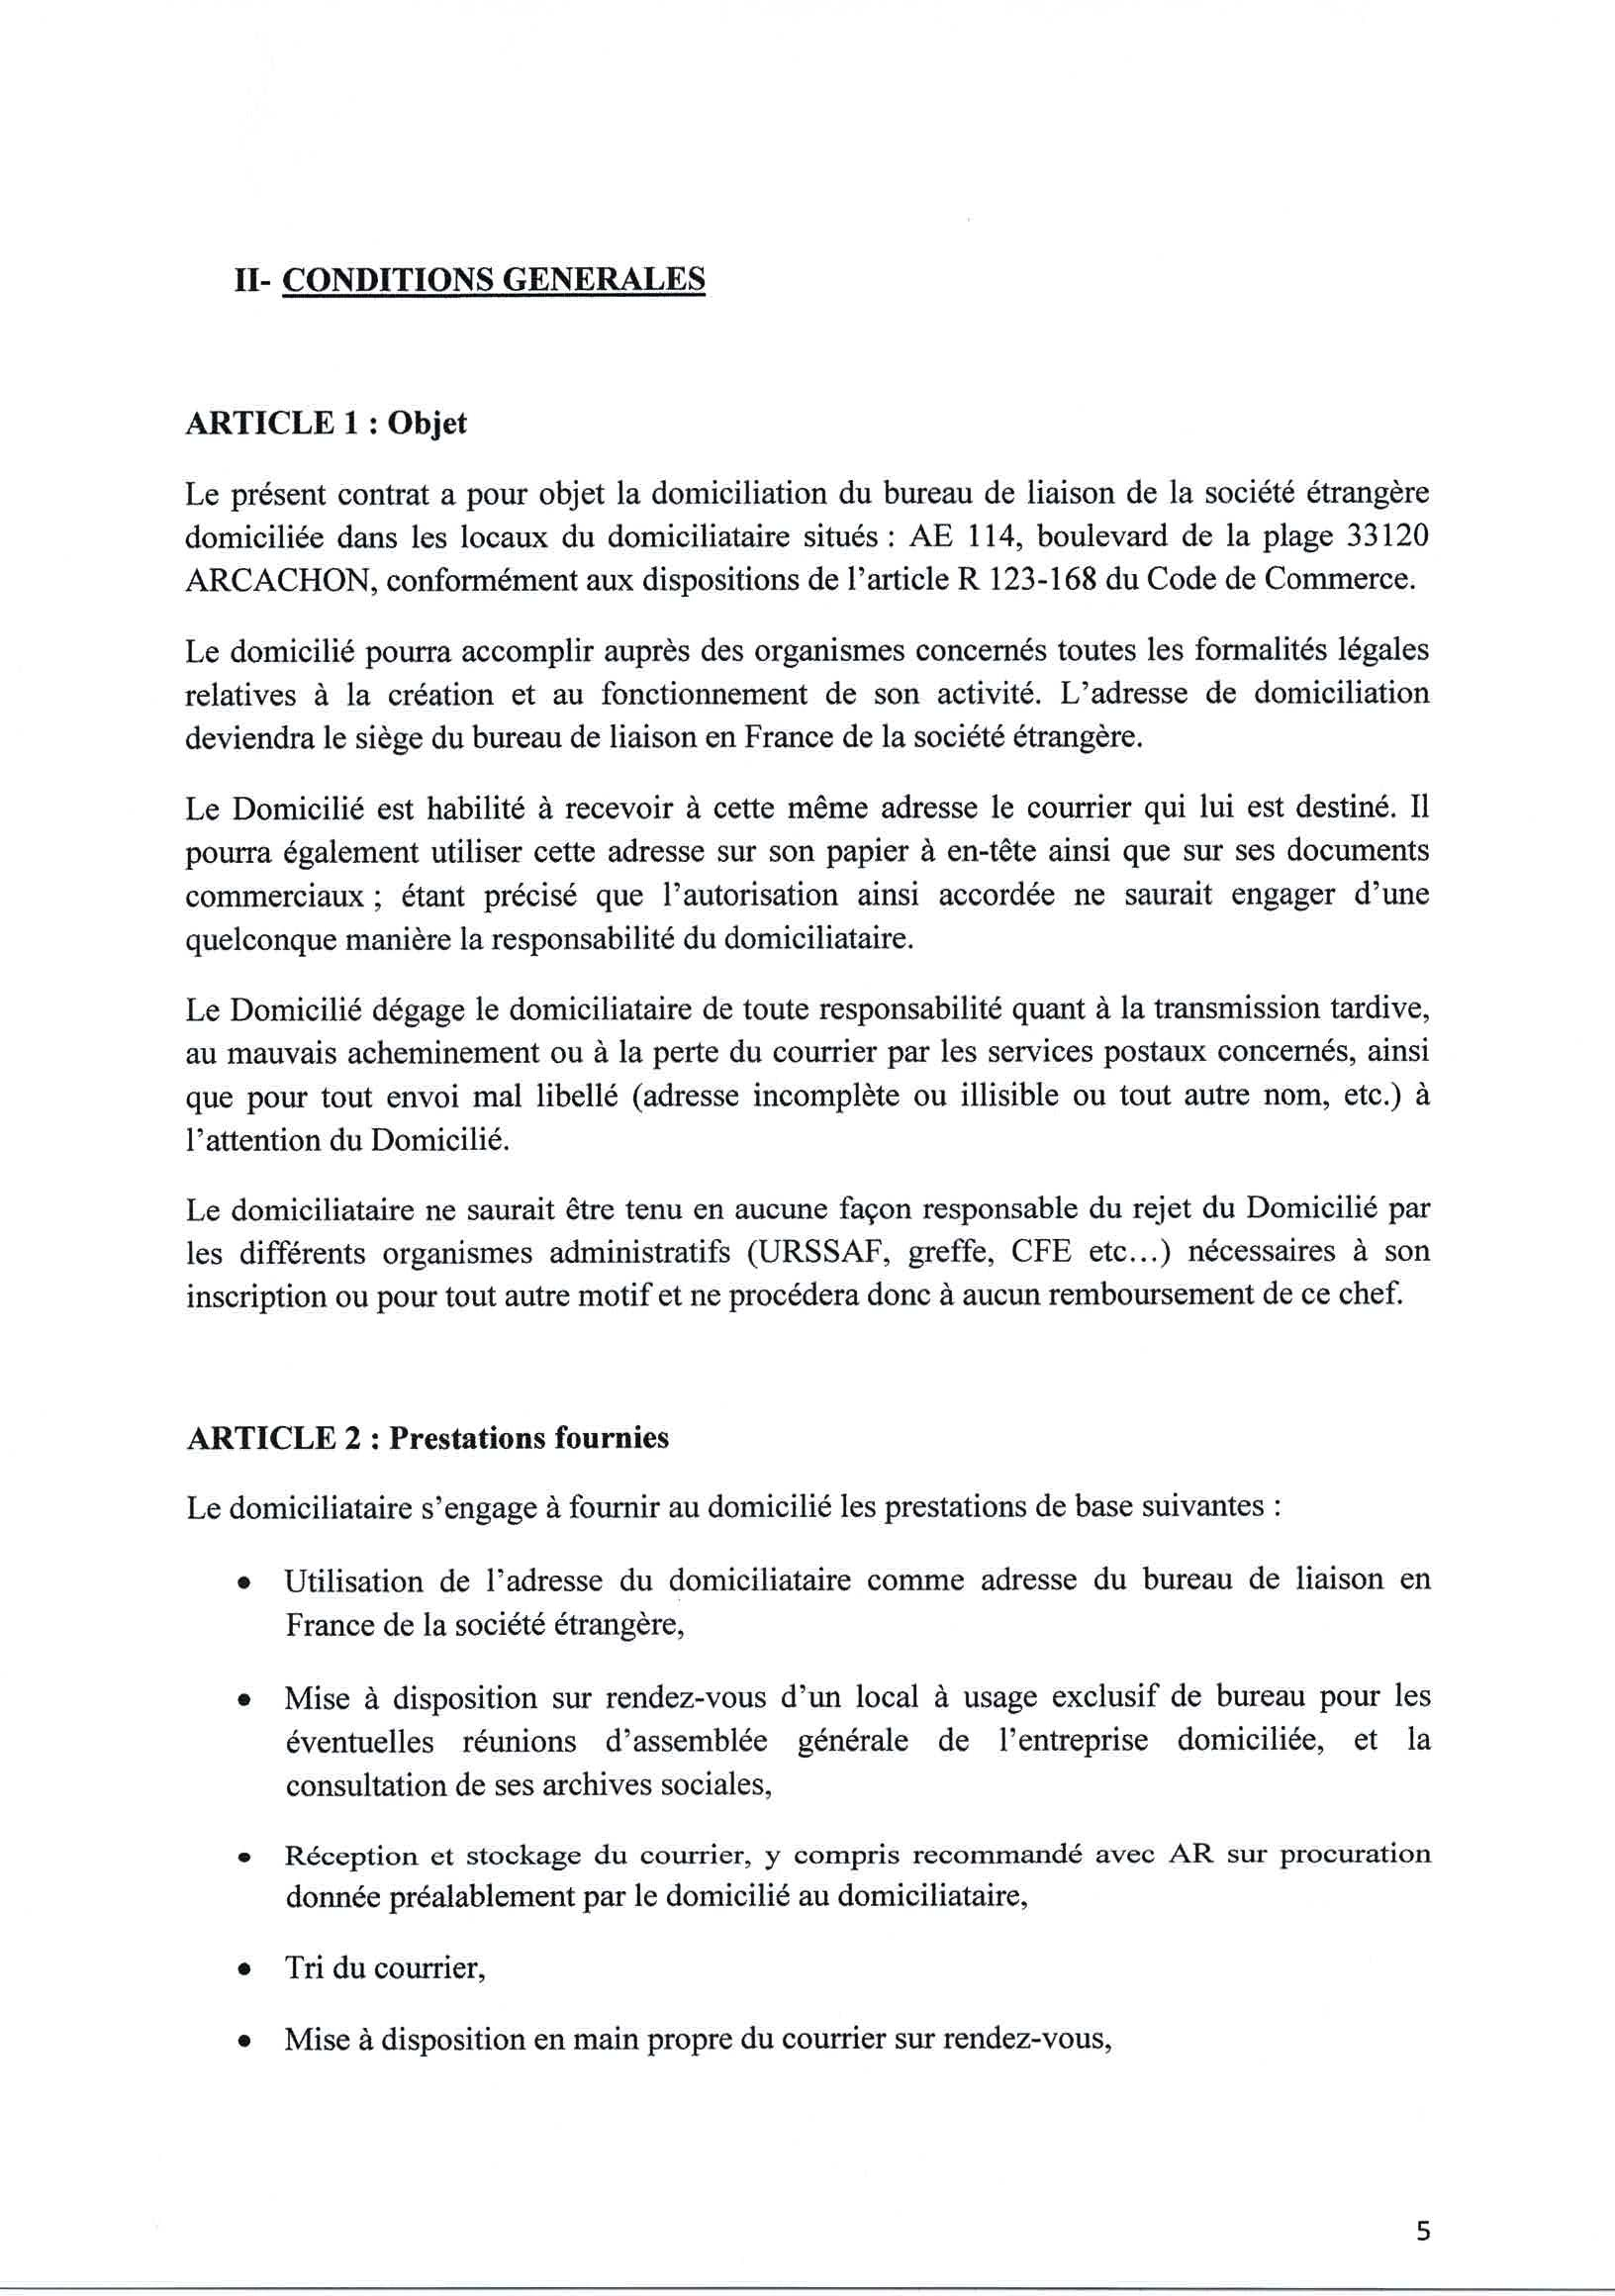 II- CONDITIONS GENERALES
ARTICLE 1 : Objet
Le présent contrat a pour objet la domiciliation du bureau de liaison de la société étrangère
domiciliée dans les locaux du domiciliataire situés : AE 114, boulevard de la plage 33120
ARCACHON, conformément aux dispositions de l'article R 123-168 du Code de Commerce.
Le domicilié pourra accomplir auprès des organismes concernés toutes les formalités légales
relatives à la création et au fonctionnement de son activité. L'adresse de domiciliation
deviendra le siège du bureau de liaison en France de la société étrangère.
Le Domicilié est habilité à recevoir à cette même adresse le courrier qui lui est destiné. Il
pourra également utiliser cette adresse sur son papier à en-tête ainsi que sur ses documents
commerciaux ; étant précisé que l'autorisation ainsi accordée ne saurait engager d'une
quelconque manière la responsabilité du domiciliataire.
Le Domicilié dégage le domiciliataire de toute responsabilité quant à la transmission tardive,
au mauvais acheminement ou à la perte du courrier par les services postaux concernés, ainsi
que pour tout envoi mal libellé (adresse incomplète ou illisible ou tout autre nom, etc.) à
l'attention du Domicilié.
Le domiciliataire ne saurait être tenu en aucune façon responsable du rejet du Domicilié par
les différents organismes administratifs (URSSAF, greffe, CFE etc...) nécessaires à son
inscription ou pour tout autre motif et ne procédera donc à aucun remboursement de ce chef.
ARTICLE 2 : Prestations fournies
Le domiciliataire s'engage à fournir au domicilié les prestations de base suivantes :
• Utilisation de l'adresse du domiciliataire comme adresse du bureau de liaison en
France de la société étrangère,
• Mise à disposition sur rendez-vous d'un local à usage exclusif de bureau pour les
éventuelles réunions d'assemblée générale de l'entreprise domiciliée, et la
consultation de ses archives sociales,
• Réception et stockage du courrier, y compris recommandé avec AR sur procuration
donnée préalablement par le domicilié au domiciliataire,
• Tri du courrier,
• Mise à disposition en main propre du courrier sur rendez-vous,
5